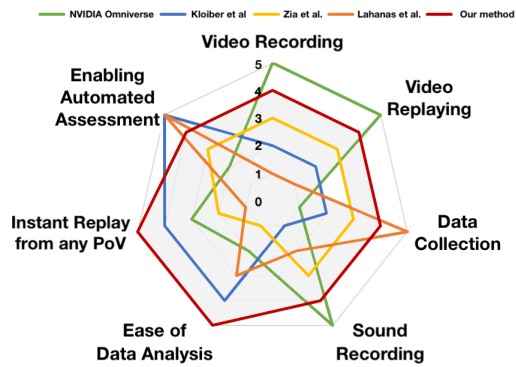 NVIDIA Omniverse Kloiber et al Zia et al. Lahanas et al. Our method
Video Recording
Enabling
Automated
Assessment
Video
Replaying
5
4
3
2
1
0
Instant Replay
from any PoV
Data
Collection
Ease of
Data Analysis
Sound
Recording